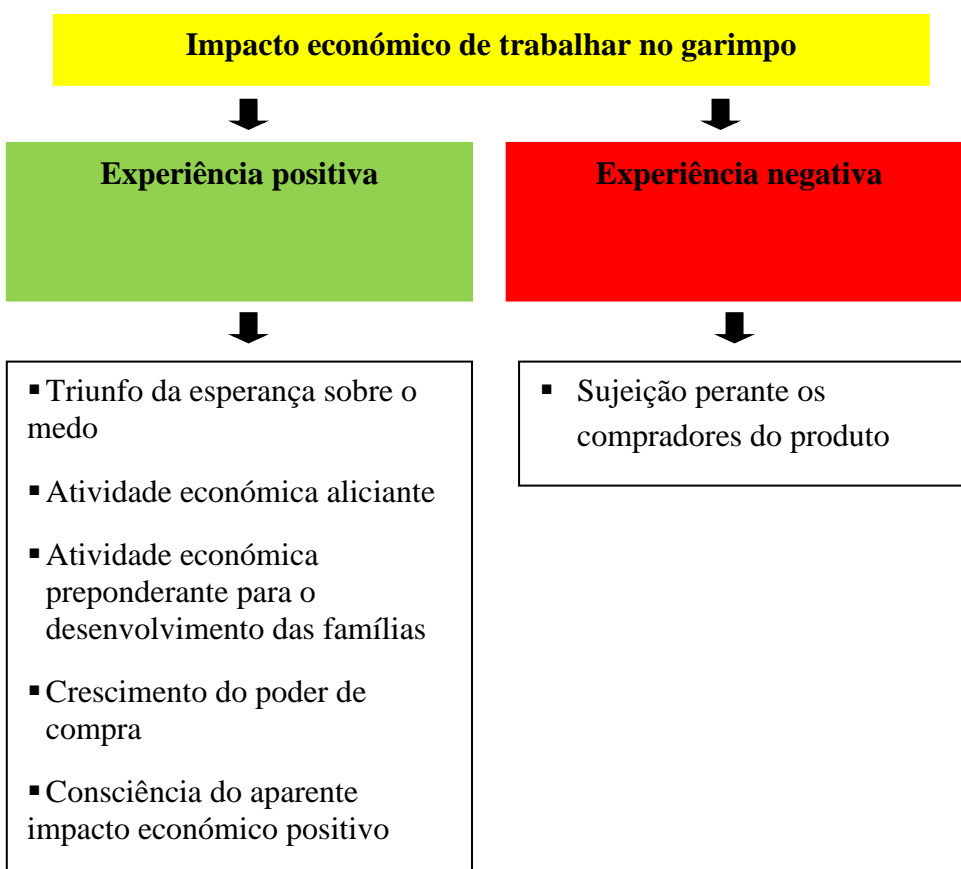 Impacto económico de trabalhar no garimpo
Experiência positiva
Experiência negativa
▪ Triunfo da esperança sobre o
medo
▪ Atividade económica aliciante
▪ Atividade económica
preponderante para o
desenvolvimento das famílias
▪ Crescimento do poder de
compra
▪ Consciência do aparente
impacto económico positivo
▪ Sujeição perante os
compradores do produto